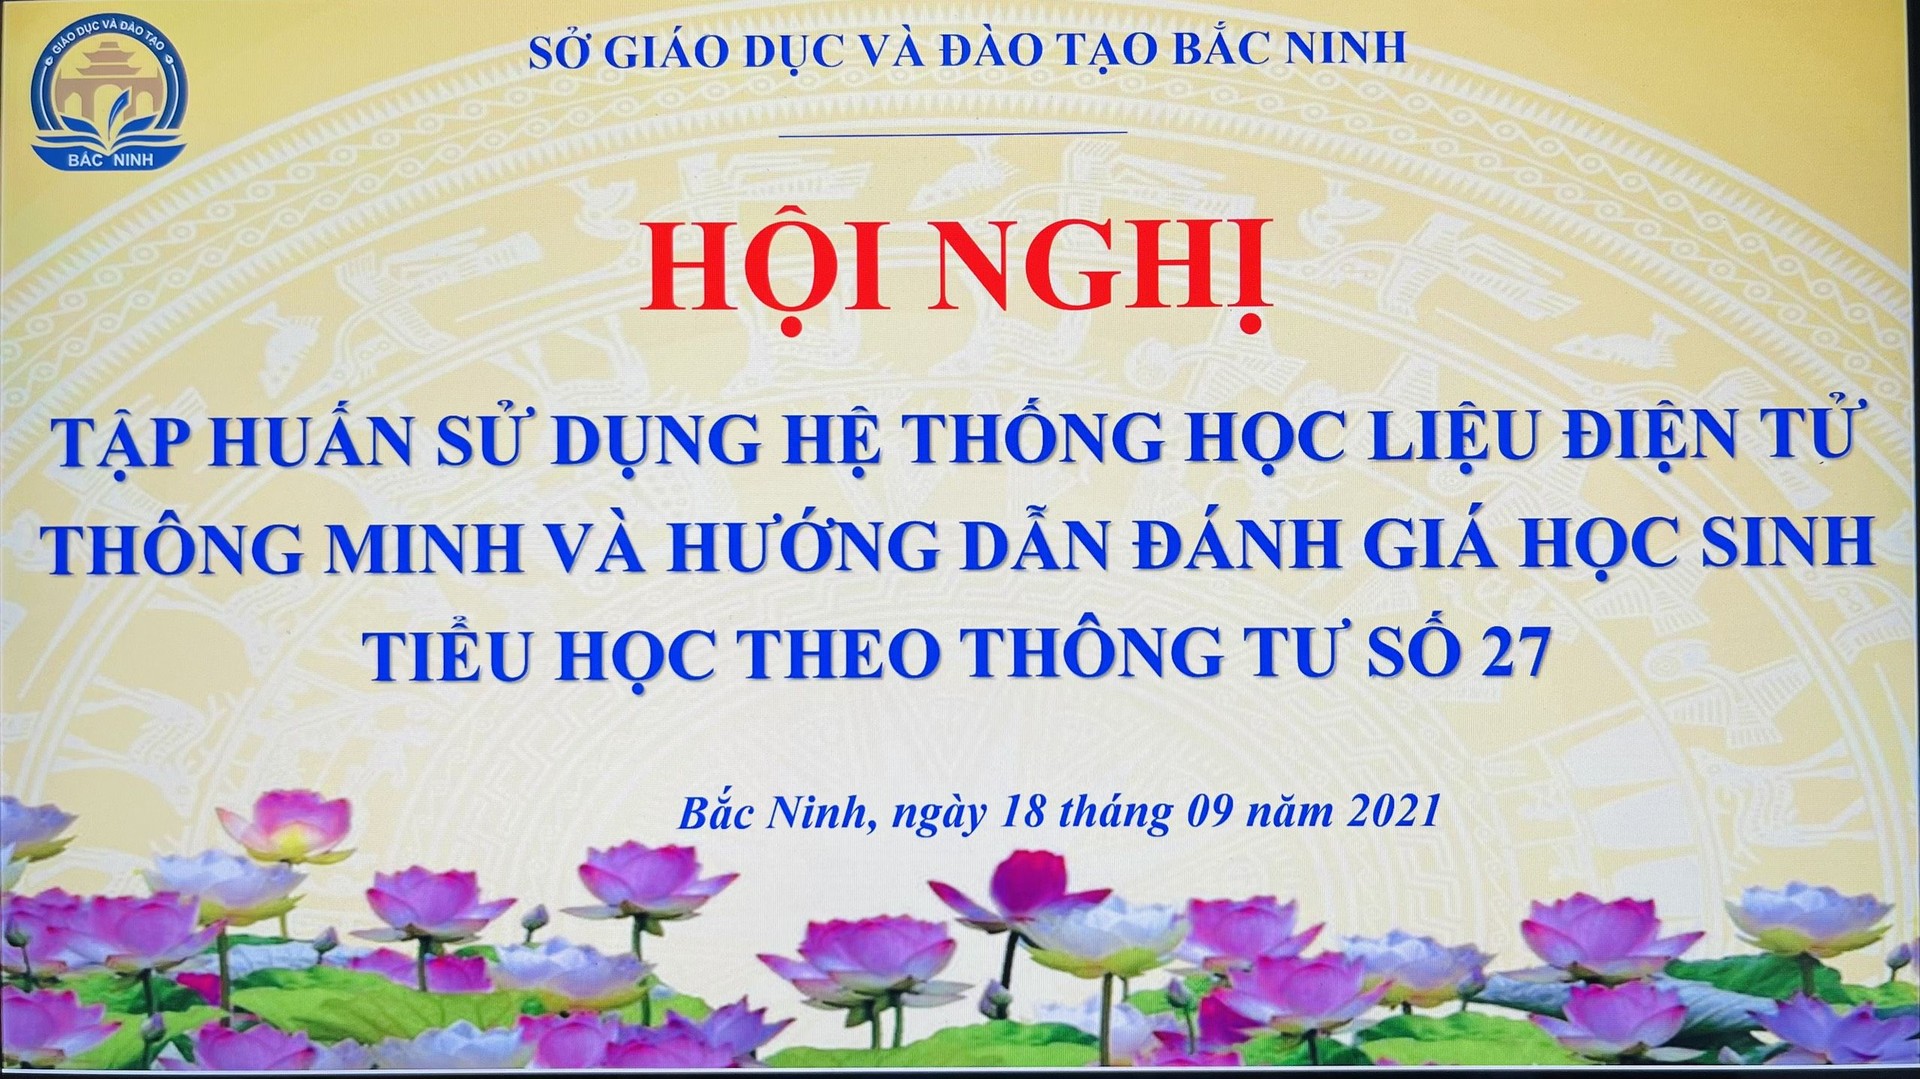 GIÁO DỤC VÀ ĐÀO TẠO
BẮC NINH
SỞ GIÁO DỤC VÀ ĐÀO TẠO BẮC NINH
HỘI NGHỊ
TẬP HUẤN SỬ DỤNG HỆ THỐNG HỌC LIỆU ĐIỆN TỬ
THÔNG MINH VÀ HƯỚNG DẪN ĐÁNH GIÁ HỌC SINH
TIỂU HỌC THEO THÔNG TƯ SỐ 27
Bắc Ninh, ngày 18 tháng 09 năm 2021